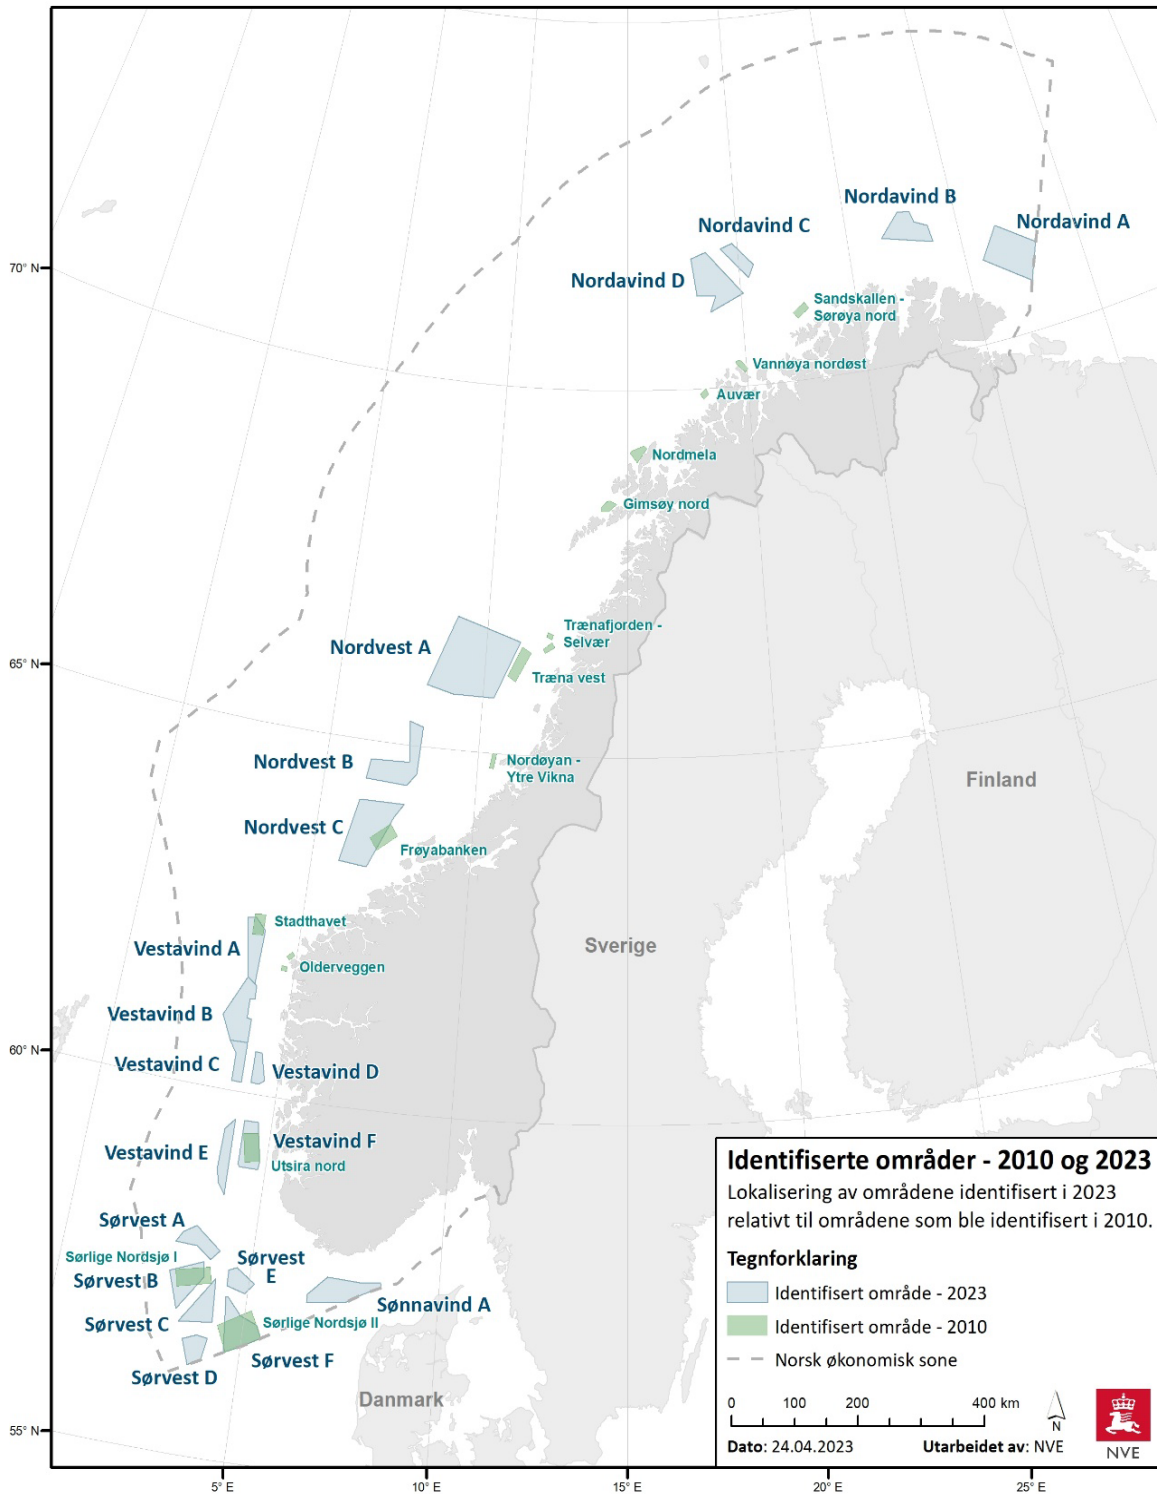 Nordavind B
Nordavind A
Nordavind C
Nordavind D
70° N
Sandskallen -
Sørøya nord
Vannøya nordøst
Auvær
Nordmela
Gimsøy nord
Trænafjorden -
Selvær
Nordvest A
65° N
Træna vest
Nordvest B
Nordøyan -
Ytre Vikna
Finland
Nordvest C
Frøyabanken
Stadthavet
Vestavind A
Sverige
Olderveggen
Vestavind B
60° N
Vestavind C
Vestavind D
Vestavind F
Vestavind E
Utsira nord
Sørvest A
Sørlige Nordsjø I
Sørvest
E
Sørvest B
Sønnavind A
Sørvest C
Sørlige Nordsjø II
Sørvest F
Sørvest D
Danmark
55° N
Identifiserte områder - 2010 og 2023
Lokalisering av områdene identifisert i 2023
relativt til områdene som ble identifisert i 2010.
Tegnforklaring
Identifisert område - 2023
Identifisert område - 2010
Norsk økonomisk sone
0 100 200 400 km
N
Dato: 24.04.2023 Utarbeidet av: NVE
NVE
5° E 10° E 15° E 20° E 25° E